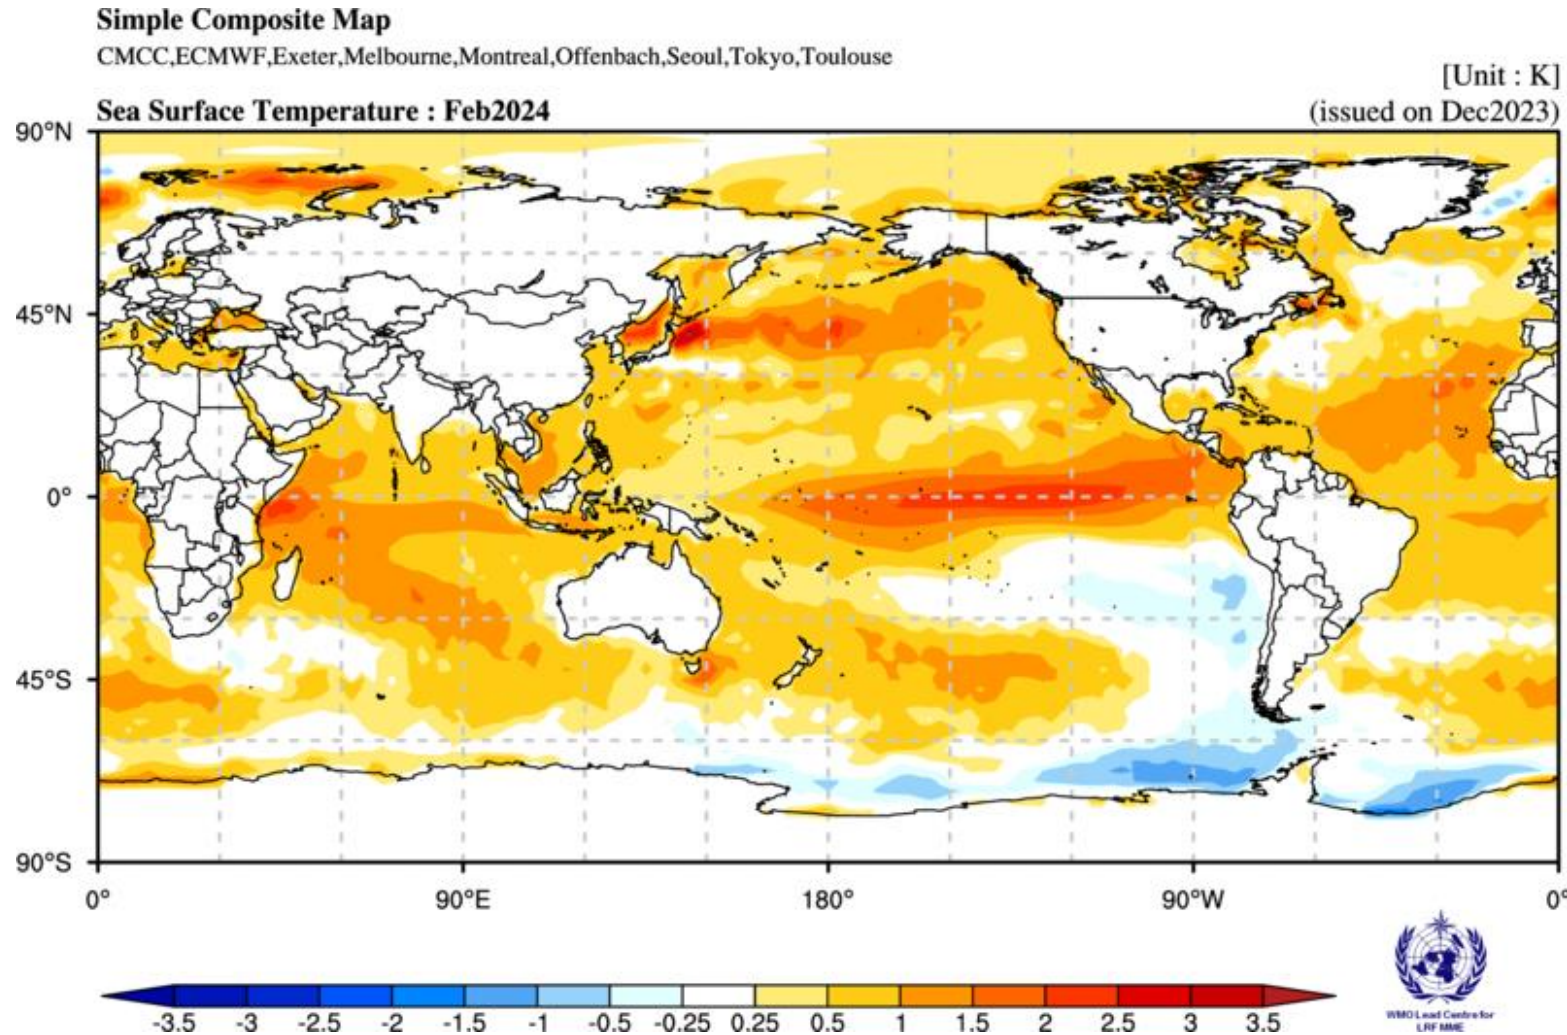 Simple Composite Map
CMCC,ECMWF,Exeter,Melbourne,Montreal,Offenbach,Seoul,Tokyo,Toulouse
[Unit : K]
Sea Surface Temperature : Feb2024
(issued on Dec2023)
90°N
45°N
0°
45°S
90°S
0° 90°E 180° 90°W 0°
-3.5 -3 -2.5 -2 -1.5 -1 -0.5 -0.25 0.25 0.5 1 1.5 2 2.5 3 3.5
WMO Lead Centre for
LRF MME